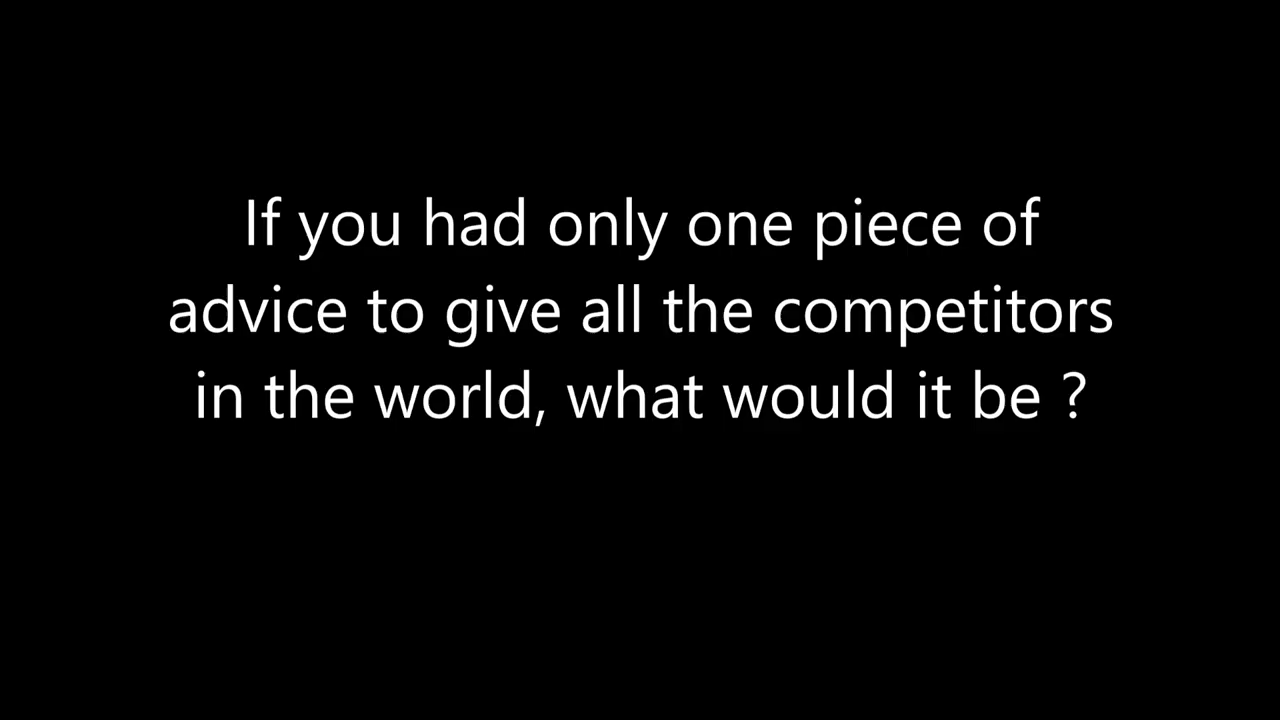 If you had only one piece of
advice to give all the competitors
in the world, what would it be ?